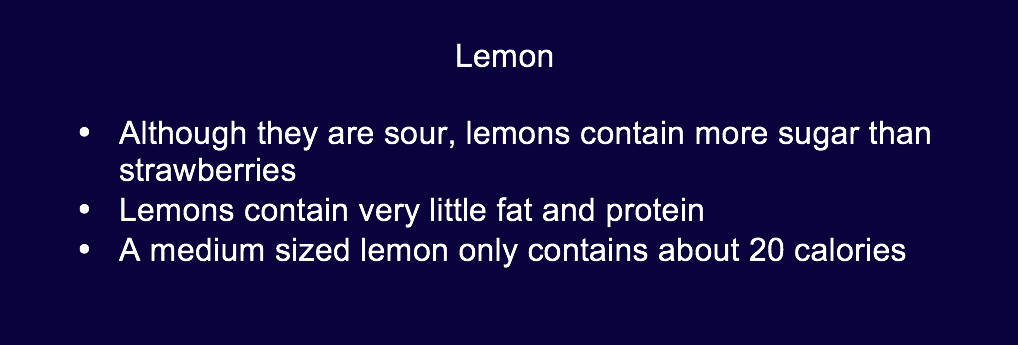 Lemon
• Although they are sour, lemons contain more sugar than
strawberries
• Lemons contain very little fat and protein
• A medium sized lemon only contains about 20 calories